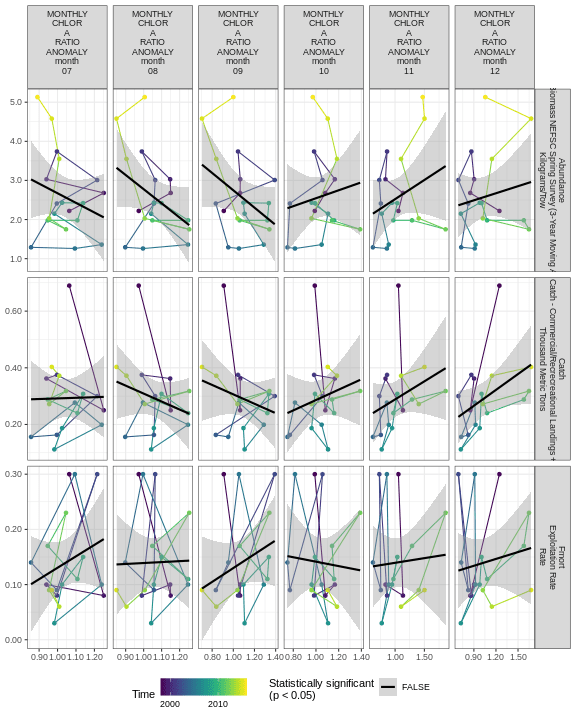 MONTHLY
CHLOR
A
RATIO
ANOMALY
month
07
MONTHLY
CHLOR
A
RATIO
ANOMALY
month
08
MONTHLY
CHLOR
A
RATIO
ANOMALY
month
09
MONTHLY
CHLOR
A
RATIO
ANOMALY
month
10
MONTHLY
CHLOR
A
RATIO
ANOMALY
month
11
MONTHLY
CHLOR
A
RATIO
ANOMALY
month
12
5.0
4.0
3.0
2.0
1.0
Abundance
NEFSC Spring Survey (3-Year Moving
Kilograms/Tow
0.60
0.40
0.20
Catch
Catch - Commercial/Recreational Landings +
Thousand Metric Tons
0.30
0.20
0.10
0.00
Fmort
Exploitation Rate
Rate
0.90 1.00 1.10 1.20
0.90 1.00 1.10 1.20
0.80 1.00 1.20 1.40
0.80 1.00 1.20 1.40
1.00 1.50
0.90 1.20 1.50
Time
2000 2010
Statistically significant
(p < 0.05)
FALSE